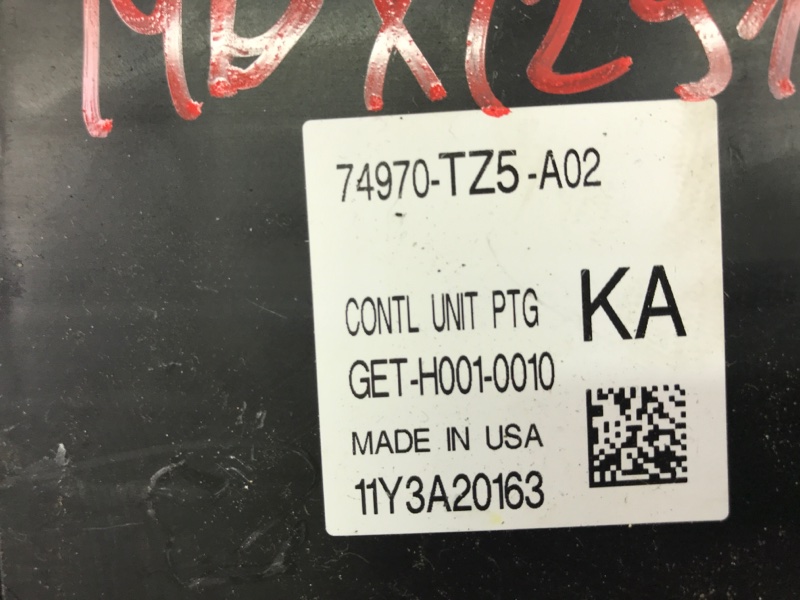 74970-TZ5-A02
CONTL UNIT PTG
KA
GET-H001-0010
MADE IN USA
11Y3A20163